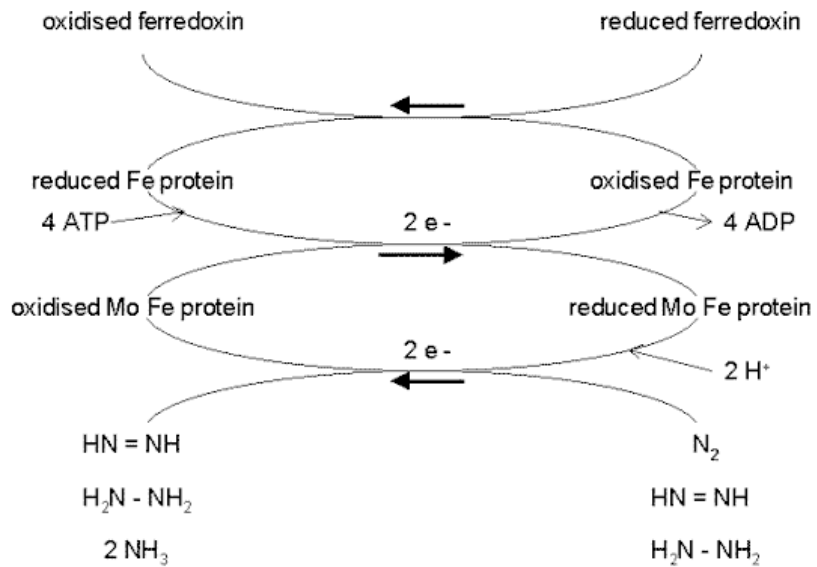 oxidised ferredoxin reduced ferredoxin
reduced Fe protein oxidised Fe protein
4 ATP 2 e - 4 ADP
oxidised Mo Fe protein reduced Mo Fe protein
2 e -
2 H⁺
HN = NH N₂
H₂N - NH₂ HN = NH
2 NH₃ H₂N - NH₂